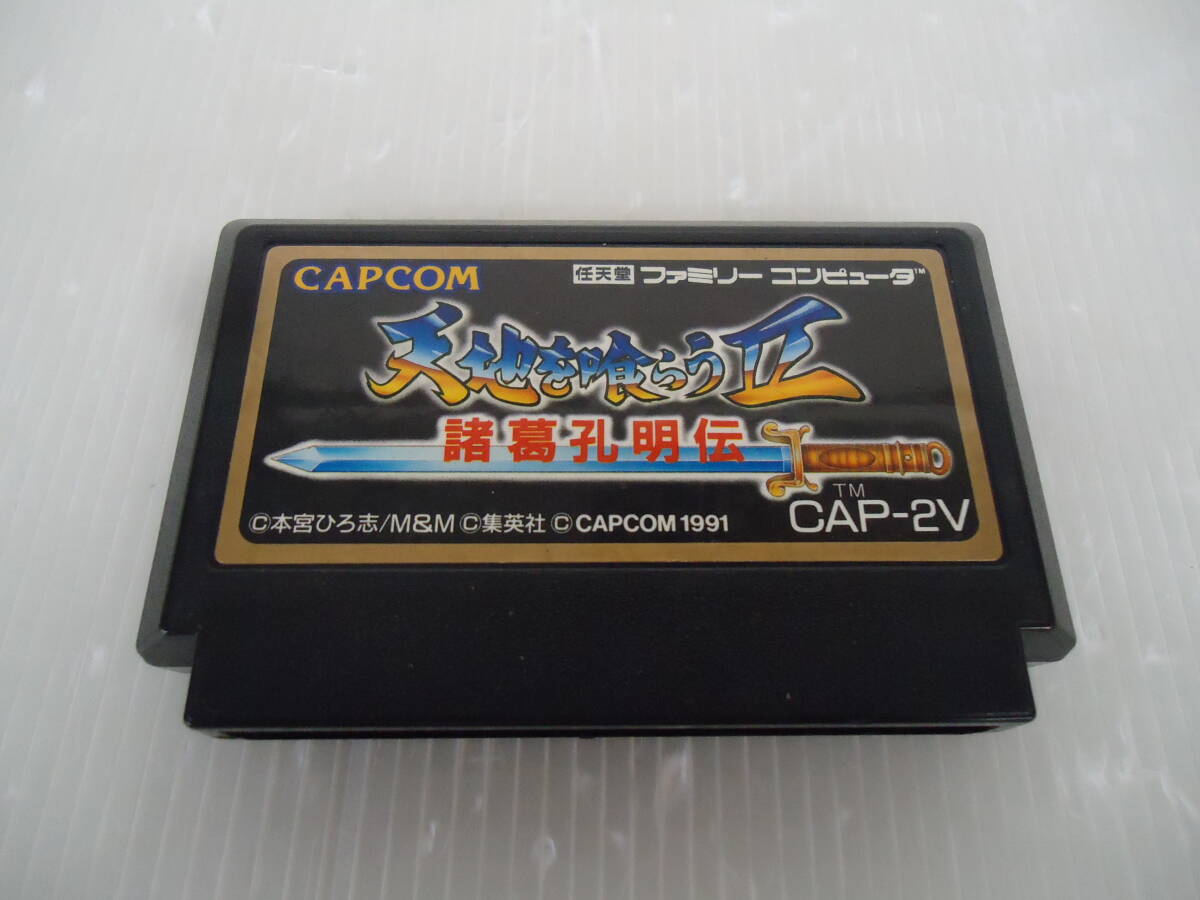 CAPCOM
任天堂 ファミリー コンピュータ™
天地を喰らうII
諸葛孔明伝
TM
CAP-2V
©本宮ひろ志/M&M ©集英社 © CAPCOM 1991